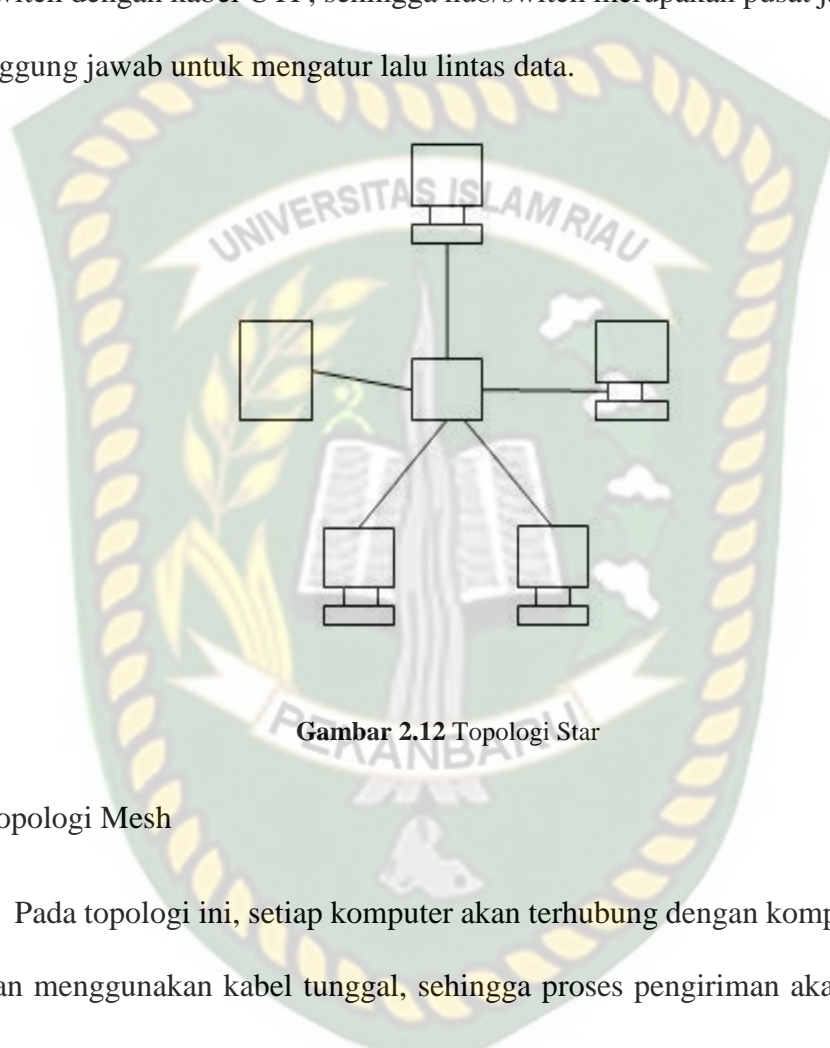 dengan kabel UTP, sehingga hub/switch merupakan pusat
ggung jawab untuk mengatur lalu lintas data.
UNIVERSITAS ISLAM RIAU
PEKANBARU
Gambar 2.12 Topologi Star
opologi Mesh
Pada topologi ini, setiap komputer akan terhubung dengan komp
an menggunakan kabel tunggal, sehingga proses pengiriman aka